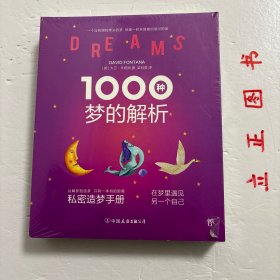 DREAMS
DAVID FONTANA
1000种
梦的解析
私密造梦手册
在梦里遇见
另一个自己
中国友谊出版公司
立品图书